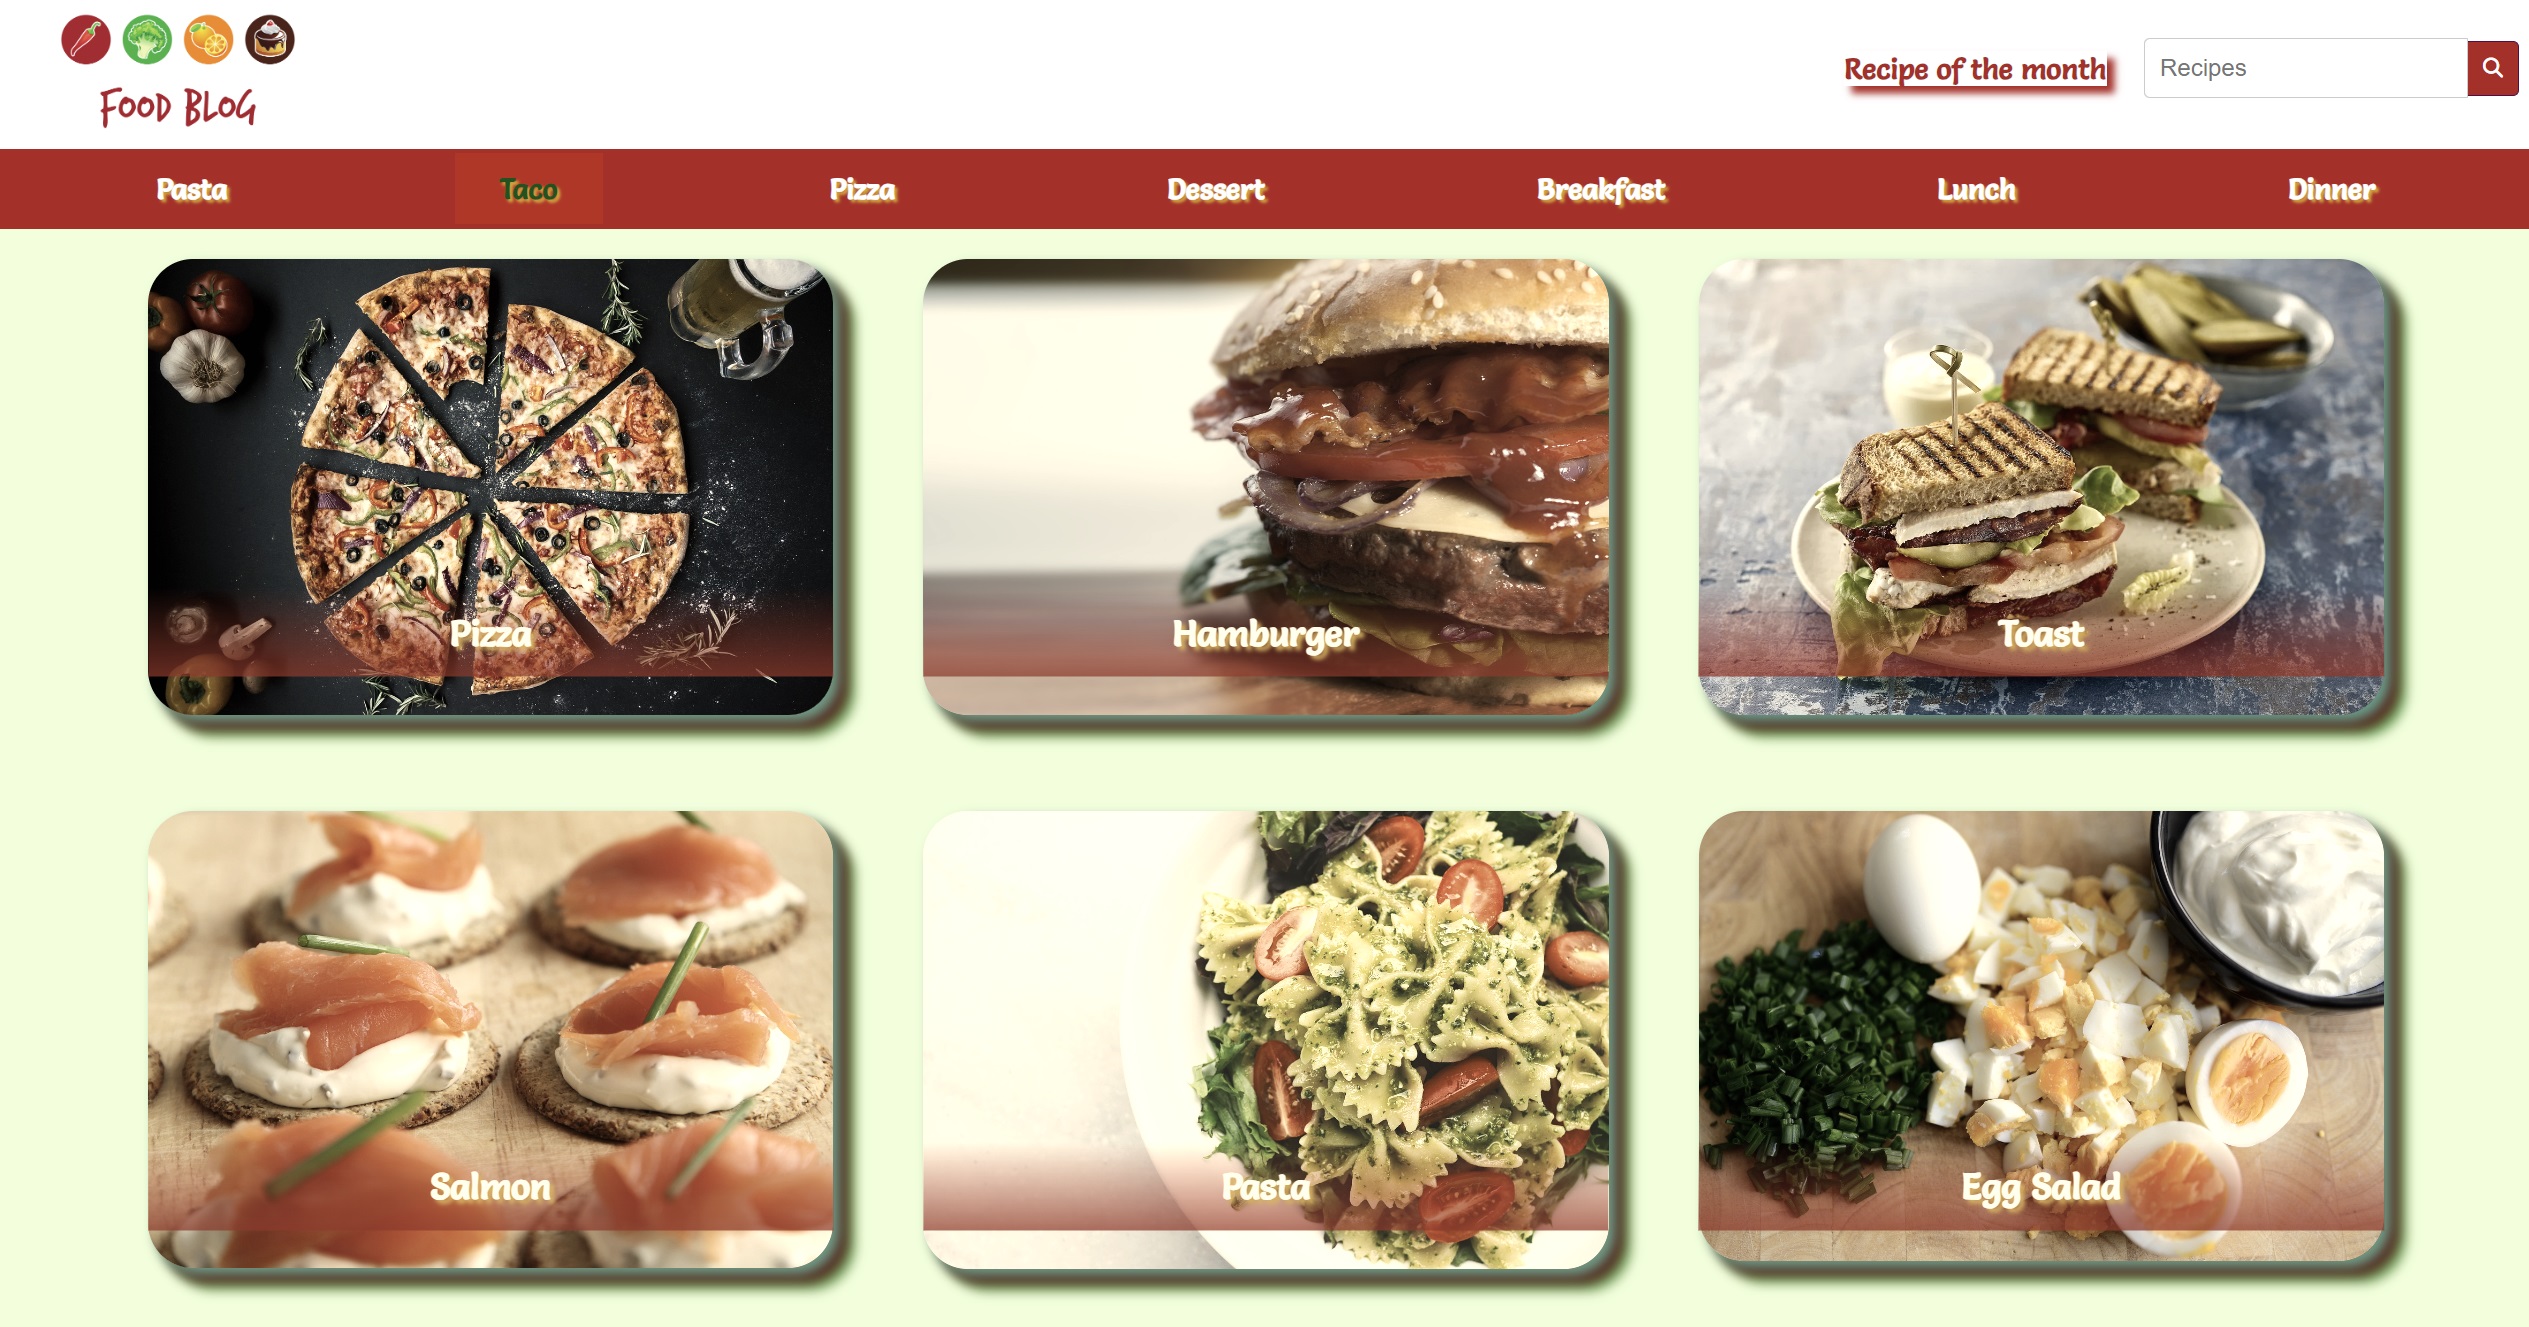 FOOD BLOG
Recipe of the month
Recipes
Pasta Taco Pizza Dessert Breakfast Lunch Dinner
Pizza
Hamburger
Toast
Salmon
Pasta
Egg Salad